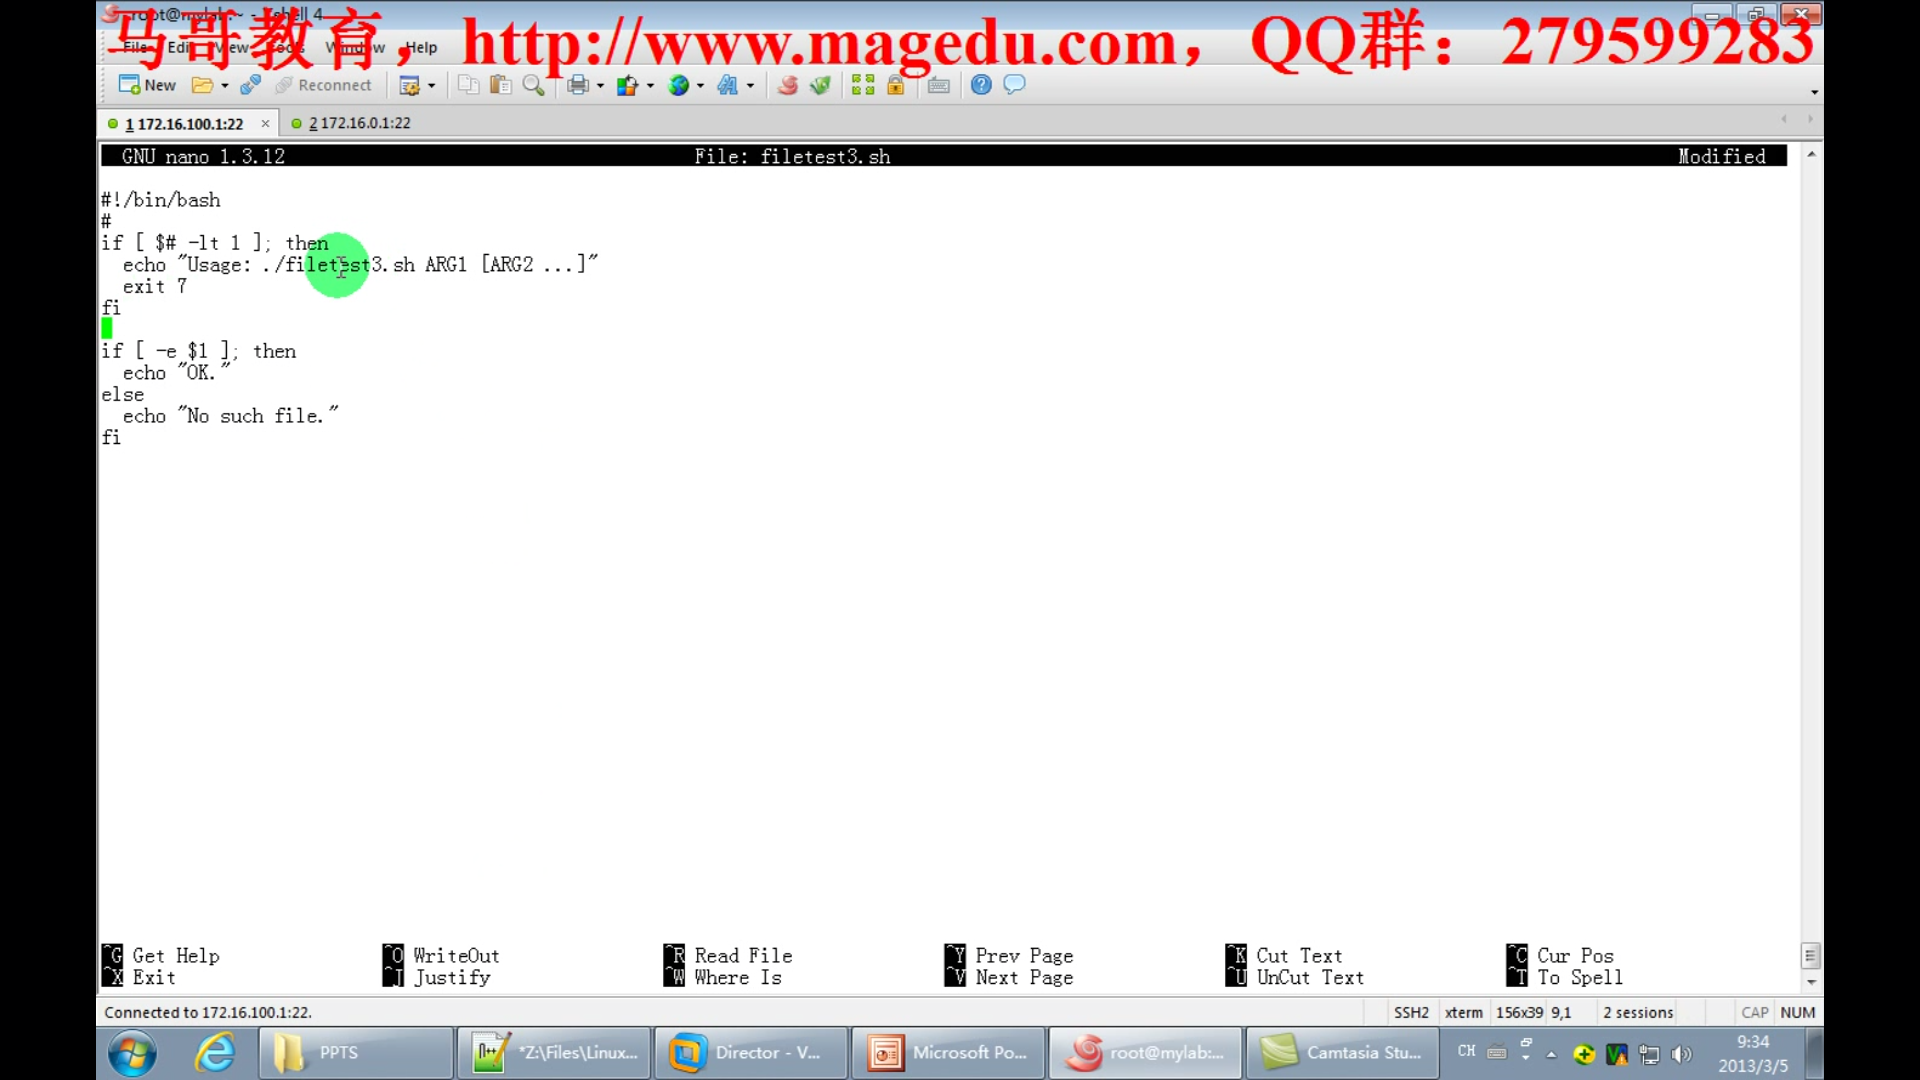 root@mylab:~ - Xshell 4
马哥教育，http://www.magedu.com，QQ群：279599283
File Edit View Tools Window Help
New Reconnect
1 172.16.100.1:22 × 2 172.16.0.1:22
GNU nano 1.3.12 File: filetest3.sh Modified
#!/bin/bash
#
if [ $# -lt 1 ]; then
echo "Usage: ./filetest3.sh ARG1 [ARG2 ...]"
exit 7
fi
if [ -e $1 ]; then
echo "OK."
else
echo "No such file."
fi
^G Get Help ^O WriteOut ^R Read File ^Y Prev Page ^K Cut Text ^C Cur Pos
^X Exit ^J Justify ^W Where Is ^V Next Page ^U UnCut Text ^T To Spell
Connected to 172.16.100.1:22. SSH2 xterm 156x39 9,1 2 sessions CAP NUM
PPTS *Z:\Files\Linux... Director - V... Microsoft Po... root@mylab:... Camtasia Stu... CH 9:34
2013/3/5